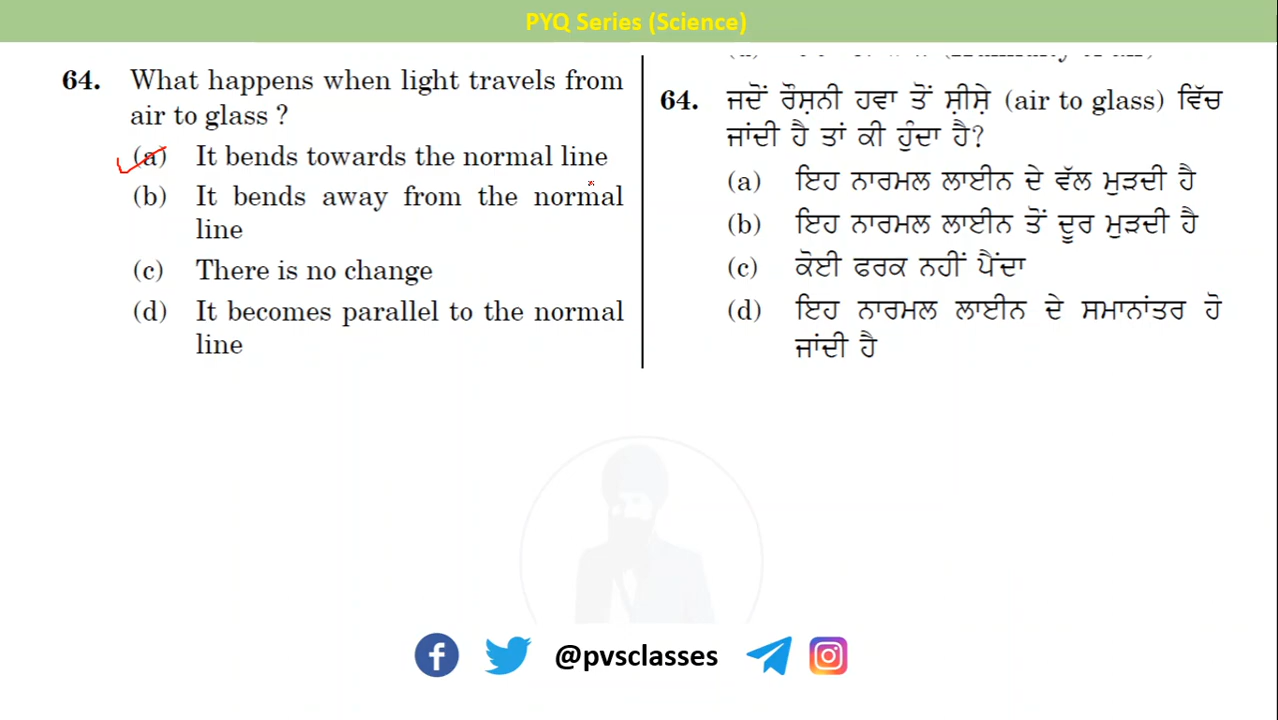 PYQ Series (Science)
64. What happens when light travels from
air to glass ?
(a) It bends towards the normal line
(b) It bends away from the normal
line
(c) There is no change
(d) It becomes parallel to the normal
line
64. ਜਦੋਂ ਰੌਸ਼ਨੀ ਹਵਾ ਤੋਂ ਸ਼ੀਸ਼ੇ (air to glass) ਵਿੱਚ
ਜਾਂਦੀ ਹੈ ਤਾਂ ਕੀ ਹੁੰਦਾ ਹੈ?
(a) ਇਹ ਨਾਰਮਲ ਲਾਈਨ ਦੇ ਵੱਲ ਮੁੜਦੀ ਹੈ
(b) ਇਹ ਨਾਰਮਲ ਲਾਈਨ ਤੋਂ ਦੂਰ ਮੁੜਦੀ ਹੈ
(c) ਕੋਈ ਫਰਕ ਨਹੀਂ ਪੈਂਦਾ
(d) ਇਹ ਨਾਰਮਲ ਲਾਈਨ ਦੇ ਸਮਾਨਾਂਤਰ ਹੋ
ਜਾਂਦੀ ਹੈ
@pvsclasses